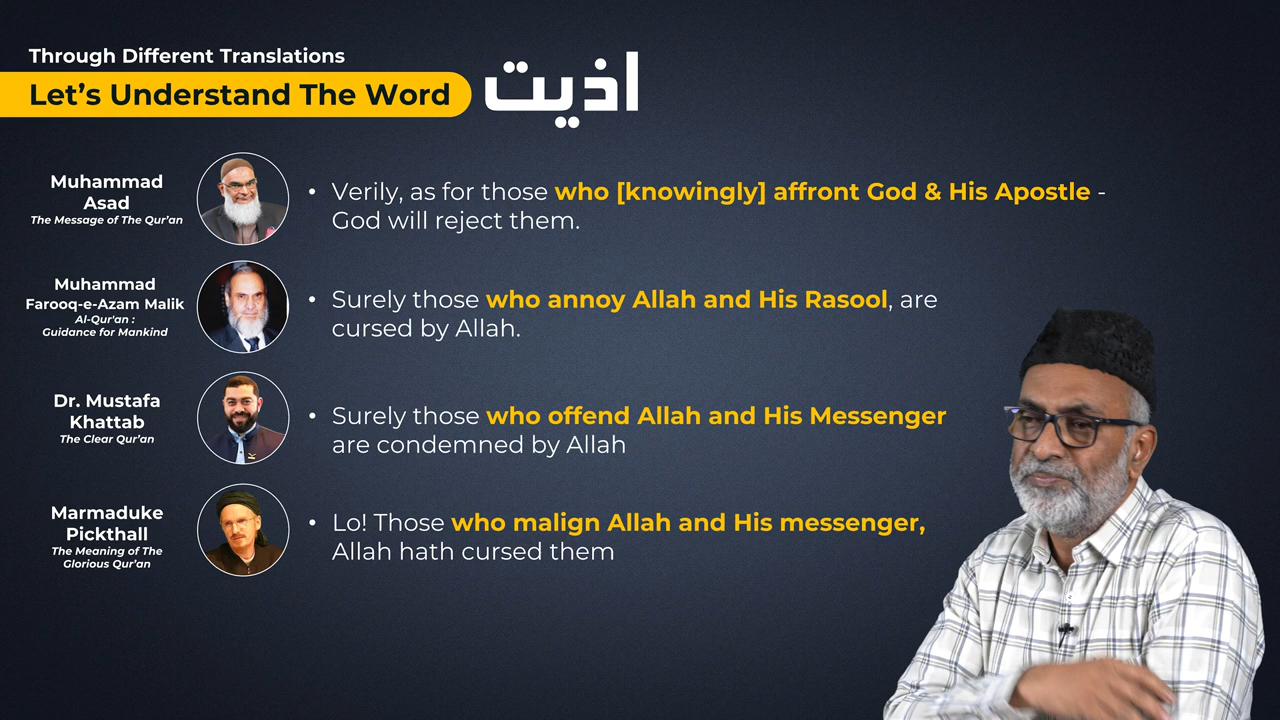 Through Different Translations
Let's Understand The Word اذیت
Muhammad
Asad
The Message of The Qur'an
• Verily, as for those who [knowingly] affront God & His Apostle -
God will reject them.
Muhammad
Farooq-e-Azam Malik
Al-Qur'an :
Guidance for Mankind
• Surely those who annoy Allah and His Rasool, are
cursed by Allah.
Dr. Mustafa
Khattab
The Clear Qur'an
• Surely those who offend Allah and His Messenger
are condemned by Allah
Marmaduke
Pickthall
The Meaning of The
Glorious Qur'an
• Lo! Those who malign Allah and His messenger,
Allah hath cursed them